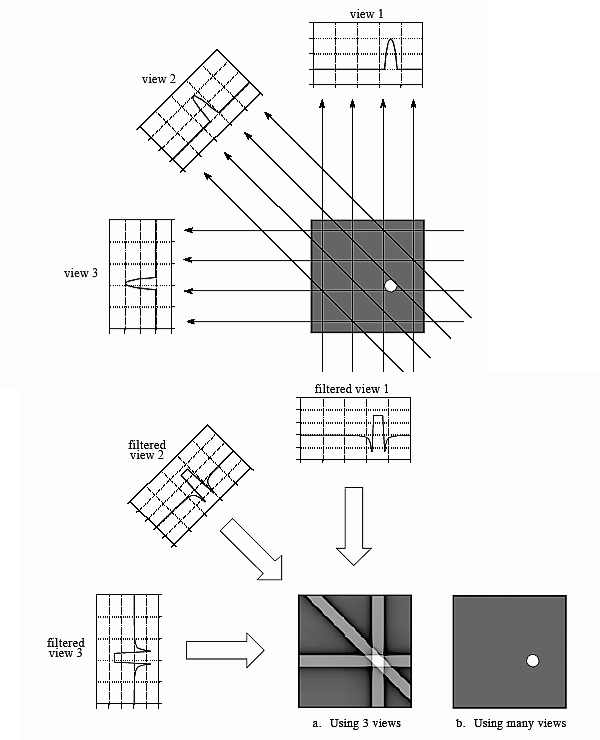 view 1
view 2
view 3
filtered view 1
filtered
view 2
filtered
view 3
a. Using 3 views
b. Using many views